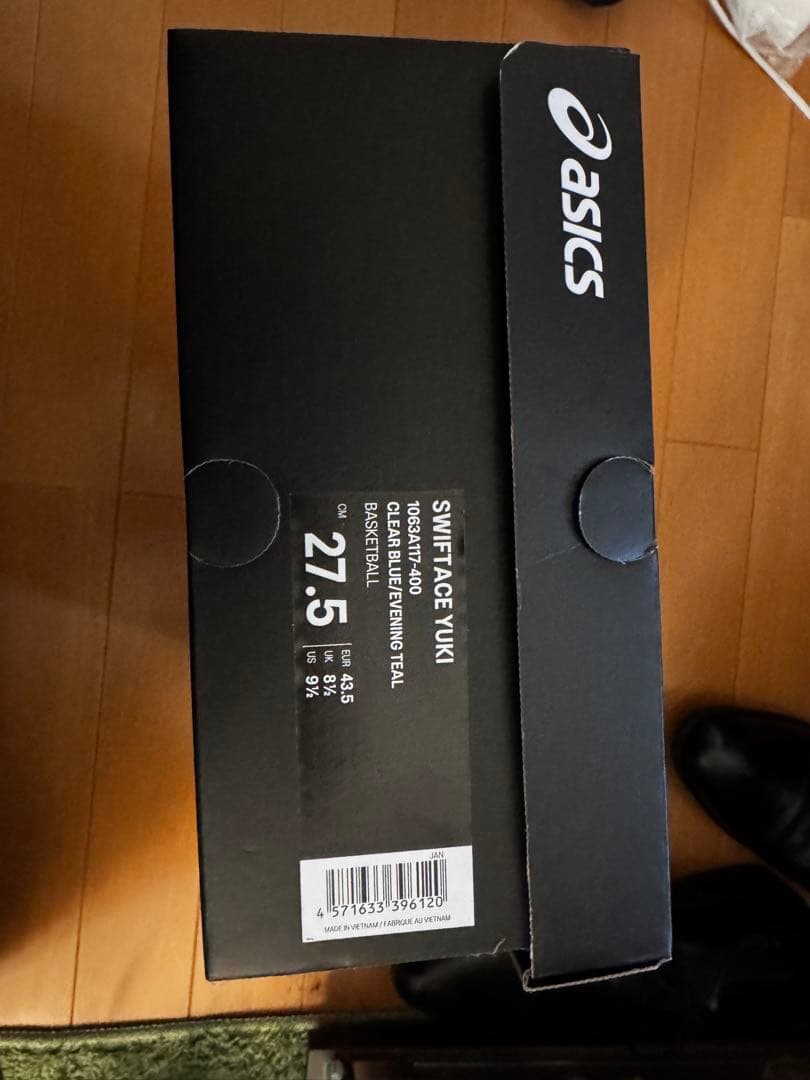 asics
SWIFTACE YUKI
1063A117-400
CLEAR BLUE/EVENING TEAL
BASKETBALL
CM 27.5
EUR 43.5
UK 8½
US 9½
JAN
4 571633 396120
MADE IN VIETNAM / FABRIQUE AU VIETNAM